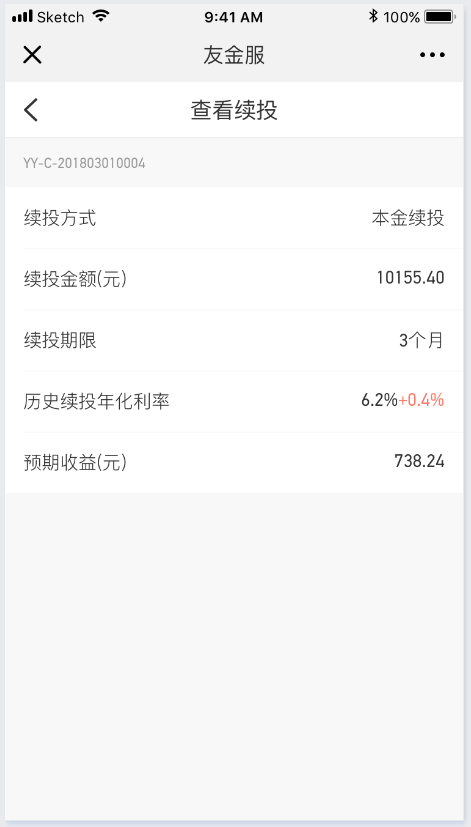 Sketch 9:41 AM 100%
友金服
查看续投
YY-C-201803010004
续投方式 本金续投
续投金额(元) 10155.40
续投期限 3个月
历史续投年化利率 6.2%+0.4%
预期收益(元) 738.24